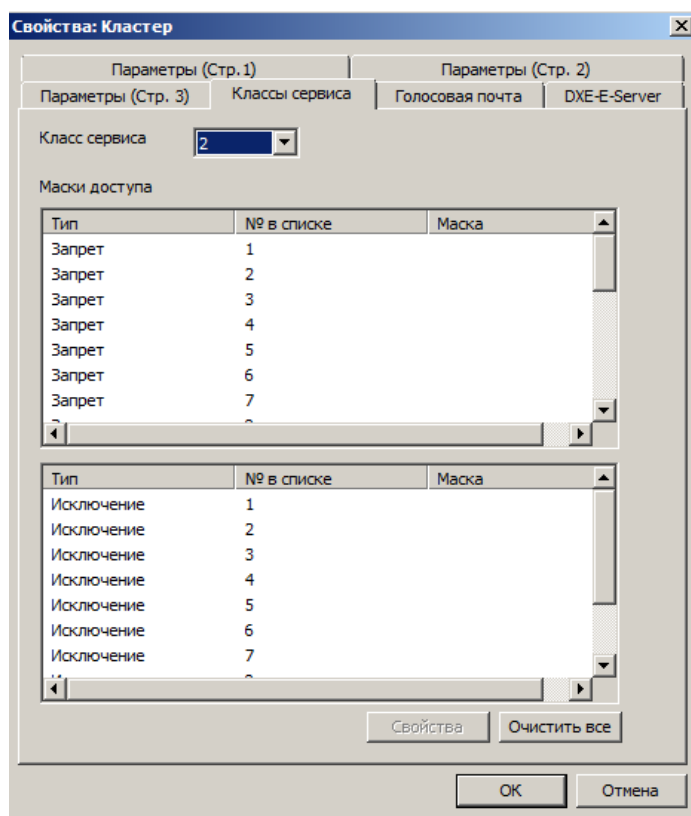 Свойства: Кластер
Параметры (Стр.1) Параметры (Стр. 2)
Параметры (Стр. 3) Классы сервиса Голосовая почта DXE-E-Server
Класс сервиса 2
Маски доступа
Тип № в списке Маска
Запрет 1
Запрет 2
Запрет 3
Запрет 4
Запрет 5
Запрет 6
Запрет 7
Тип № в списке Маска
Исключение 1
Исключение 2
Исключение 3
Исключение 4
Исключение 5
Исключение 6
Исключение 7
Свойства Очистить все
ОК Отмена